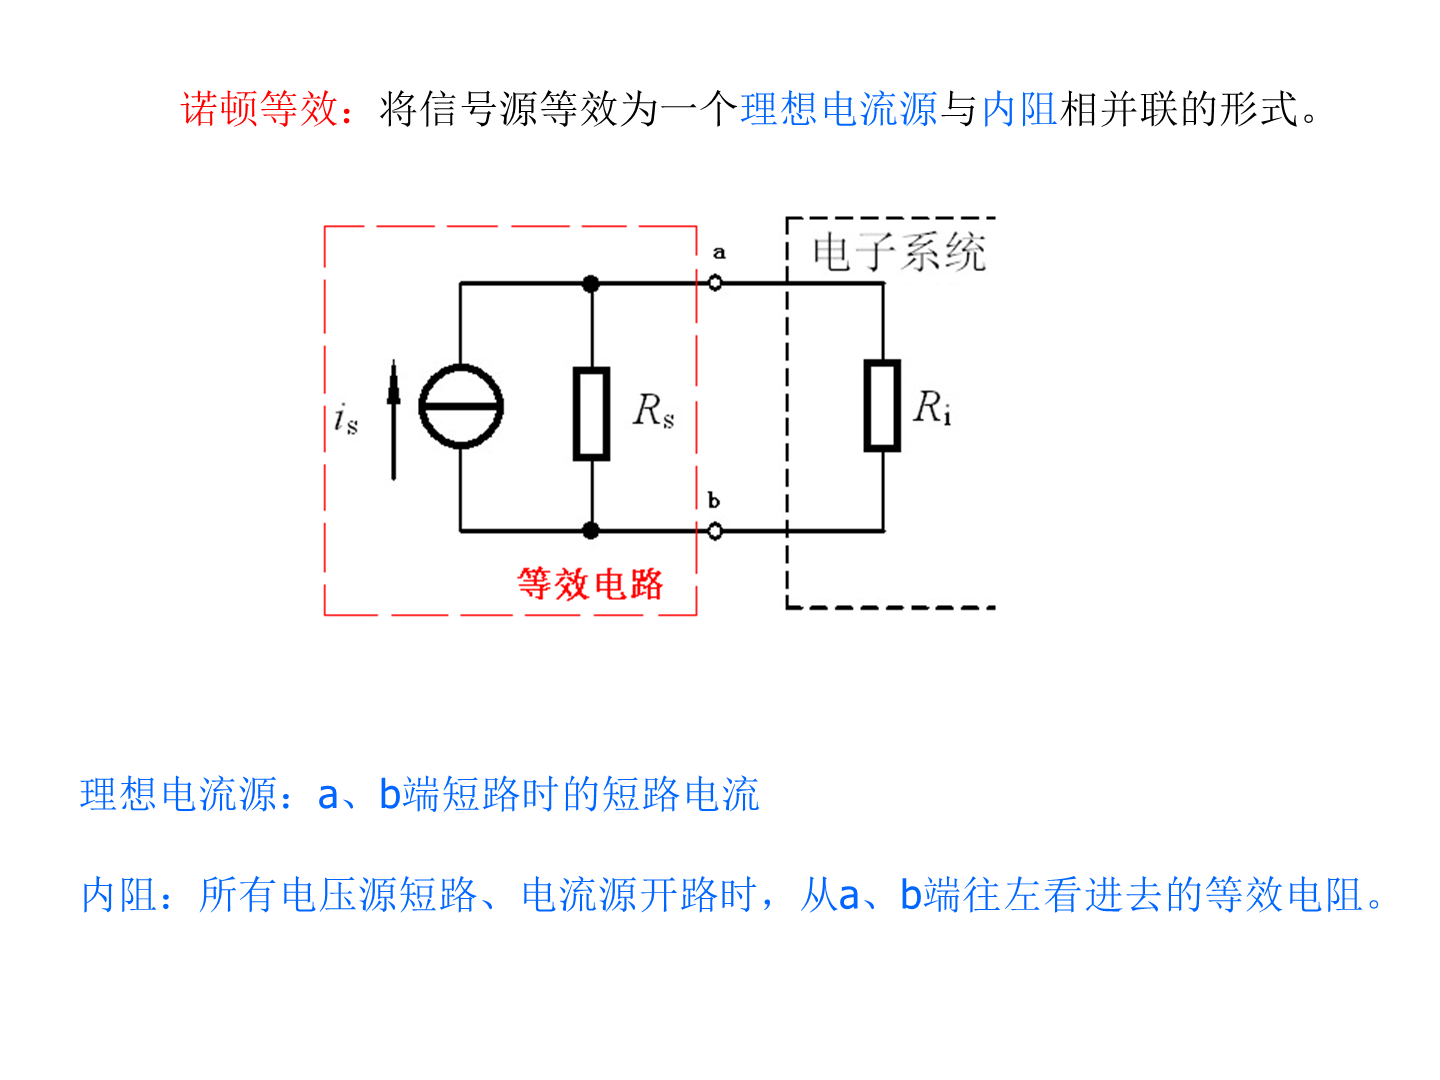 诺顿等效：将信号源等效为一个理想电流源与内阻相并联的形式。
电子系统
a
is
Rs
Ri
b
等效电路
理想电流源：a、b端短路时的短路电流
内阻：所有电压源短路、电流源开路时，从a、b端往左看进去的等效电阻。